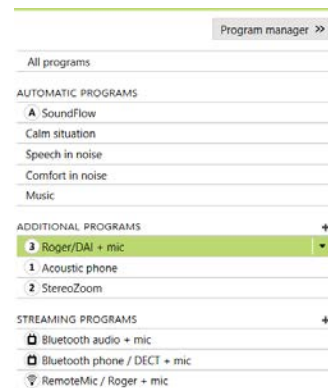 Program manager »
All programs
AUTOMATIC PROGRAMS
A SoundFlow
Calm situation
Speech in noise
Comfort in noise
Music
ADDITIONAL PROGRAMS +
3 Roger/DAI + mic
1 Acoustic phone
2 StereoZoom
STREAMING PROGRAMS +
Bluetooth audio + mic
Bluetooth phone / DECT + mic
RemoteMic / Roger + mic